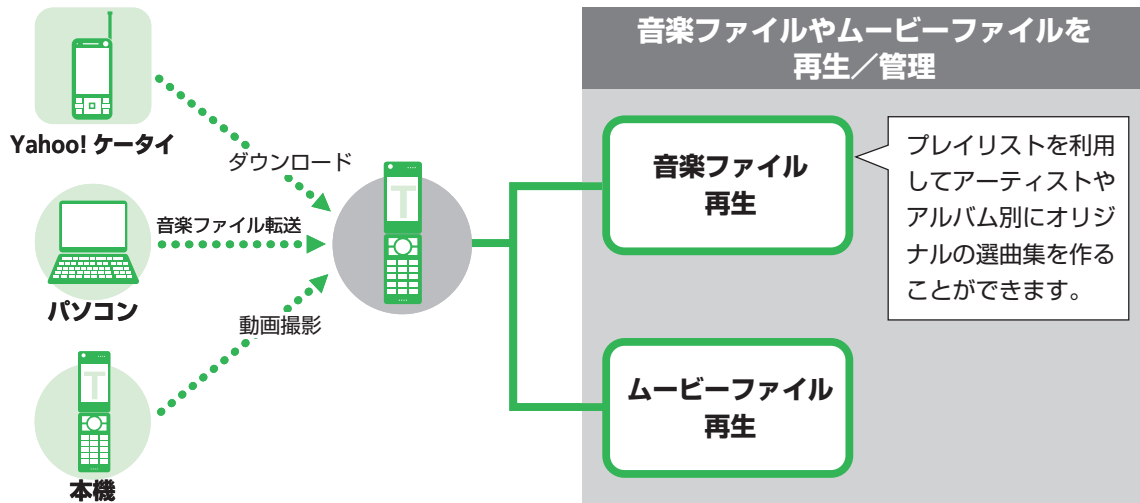 Yahoo! ケータイ
ダウンロード
パソコン
音楽ファイル転送
本機
動画撮影
T
T
音楽ファイルやムービーファイルを
再生／管理
音楽ファイル
再生
プレイリストを利用
してアーティストや
アルバム別にオリジ
ナルの選曲集を作る
ことができます。
ムービーファイル
再生